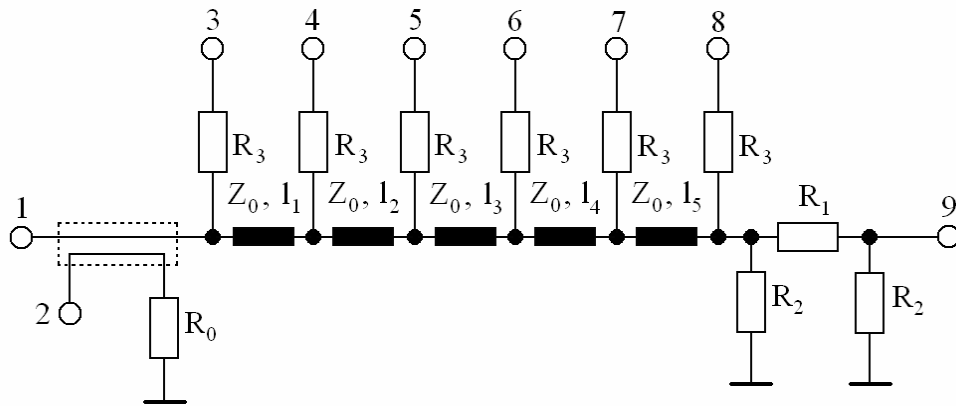 3 4 5 6 7 8
R₃ R₃ R₃ R₃ R₃ R₃
Z₀, l₁ Z₀, l₂ Z₀, l₃ Z₀, l₄ Z₀, l₅
1 R₁ 9
2 R₀ R₂ R₂